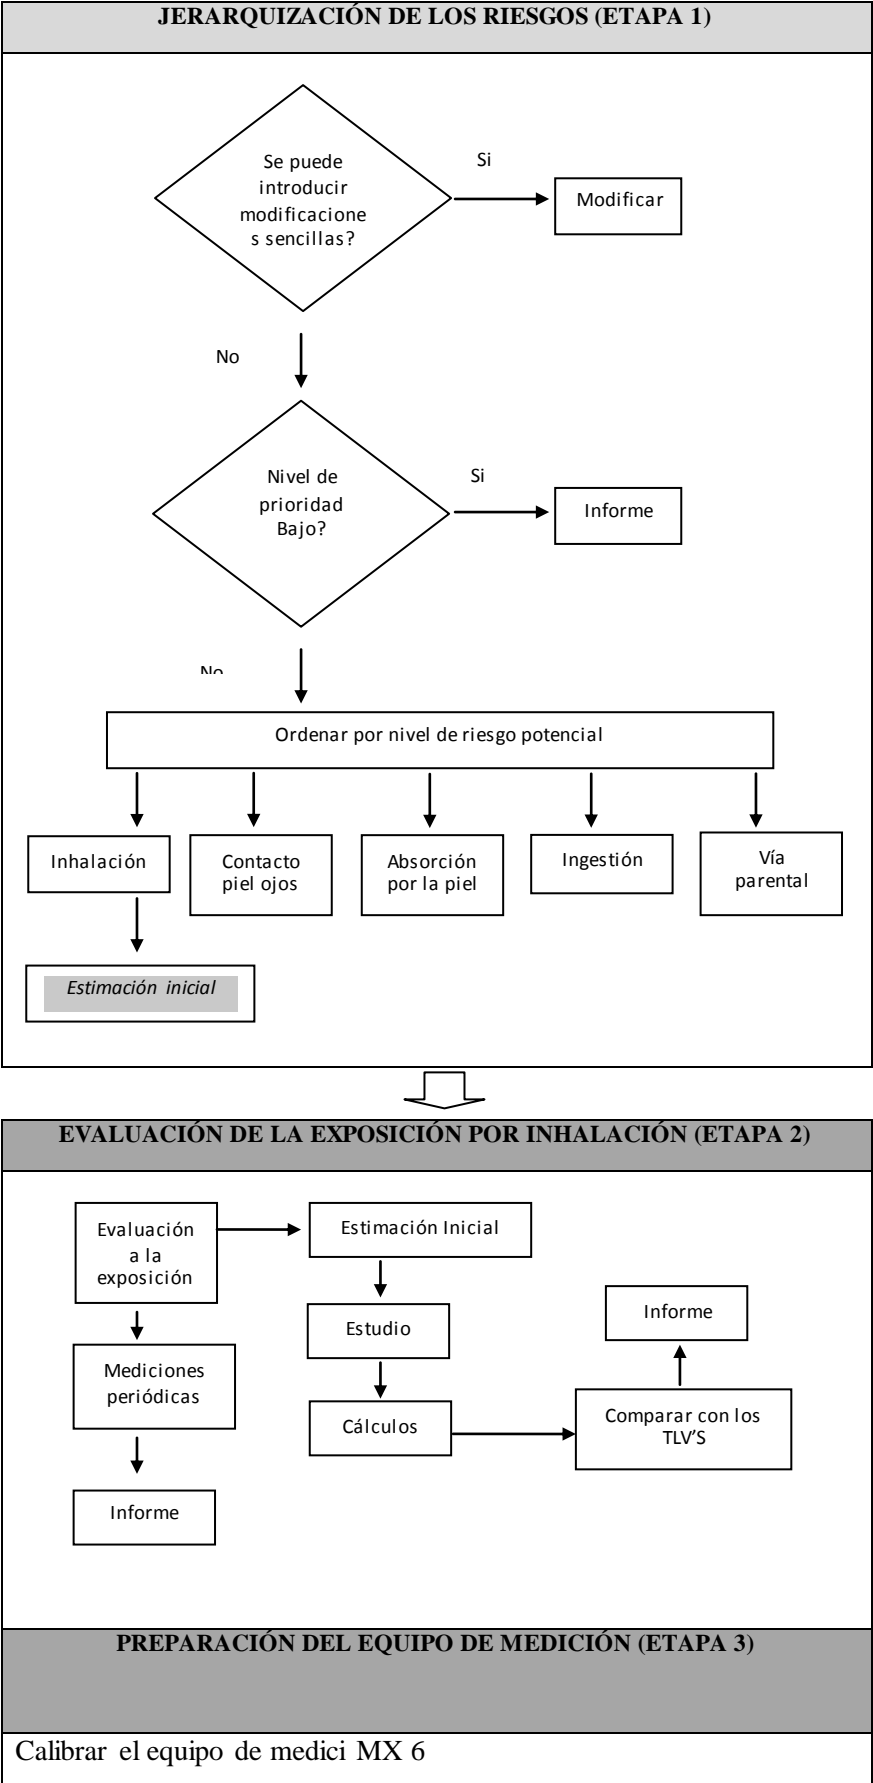 JERARQUIZACIÓN DE LOS RIESGOS (ETAPA 1)
Se puede
introducir
modificacione
s sencillas?
Si
Modificar
No
Nivel de
prioridad
Bajo?
Si
Informe
No
Ordenar por nivel de riesgo potencial
Inhalación
Contacto
piel ojos
Absorción
por la piel
Ingestión
Vía
parental
Estimación inicial
EVALUACIÓN DE LA EXPOSICIÓN POR INHALACIÓN (ETAPA 2)
Evaluación
a la
exposición
Estimación Inicial
Estudio
Informe
Mediciones
periódicas
Cálculos
Comparar con los
TLV'S
Informe
PREPARACIÓN DEL EQUIPO DE MEDICIÓN (ETAPA 3)
Calibrar el equipo de medici MX 6